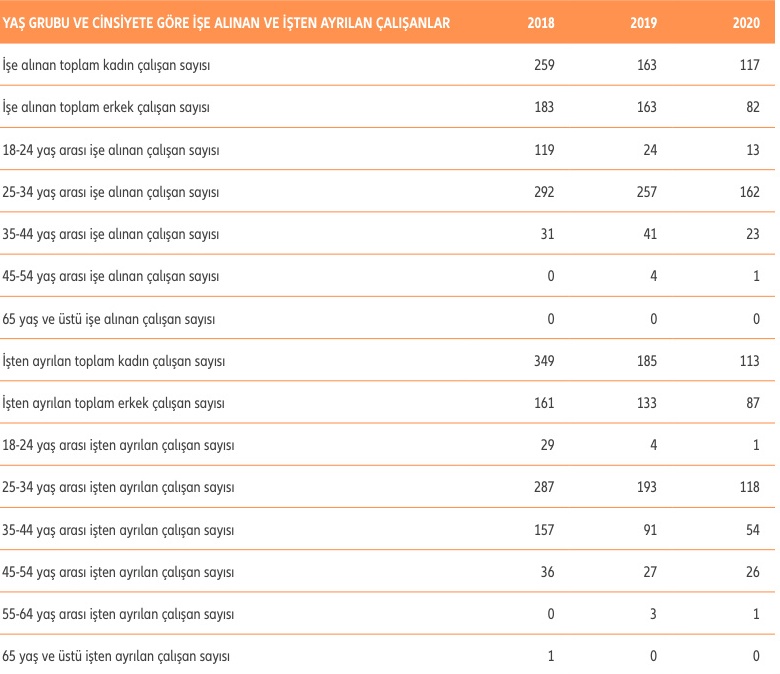 YAŞ GRUBU VE CİNSİYETE GÖRE İŞE ALINAN VE İŞTEN AYRILAN ÇALIŞANLAR 2018 2019 2020
İşe alınan toplam kadın çalışan sayısı 259 163 117
İşe alınan toplam erkek çalışan sayısı 183 163 82
18-24 yaş arası işe alınan çalışan sayısı 119 24 13
25-34 yaş arası işe alınan çalışan sayısı 292 257 162
35-44 yaş arası işe alınan çalışan sayısı 31 41 23
45-54 yaş arası işe alınan çalışan sayısı 0 4 1
65 yaş ve üstü işe alınan çalışan sayısı 0 0 0
İşten ayrılan toplam kadın çalışan sayısı 349 185 113
İşten ayrılan toplam erkek çalışan sayısı 161 133 87
18-24 yaş arası işten ayrılan çalışan sayısı 29 4 1
25-34 yaş arası işten ayrılan çalışan sayısı 287 193 118
35-44 yaş arası işten ayrılan çalışan sayısı 157 91 54
45-54 yaş arası işten ayrılan çalışan sayısı 36 27 26
55-64 yaş arası işten ayrılan çalışan sayısı 0 3 1
65 yaş ve üstü işten ayrılan çalışan sayısı 1 0 0